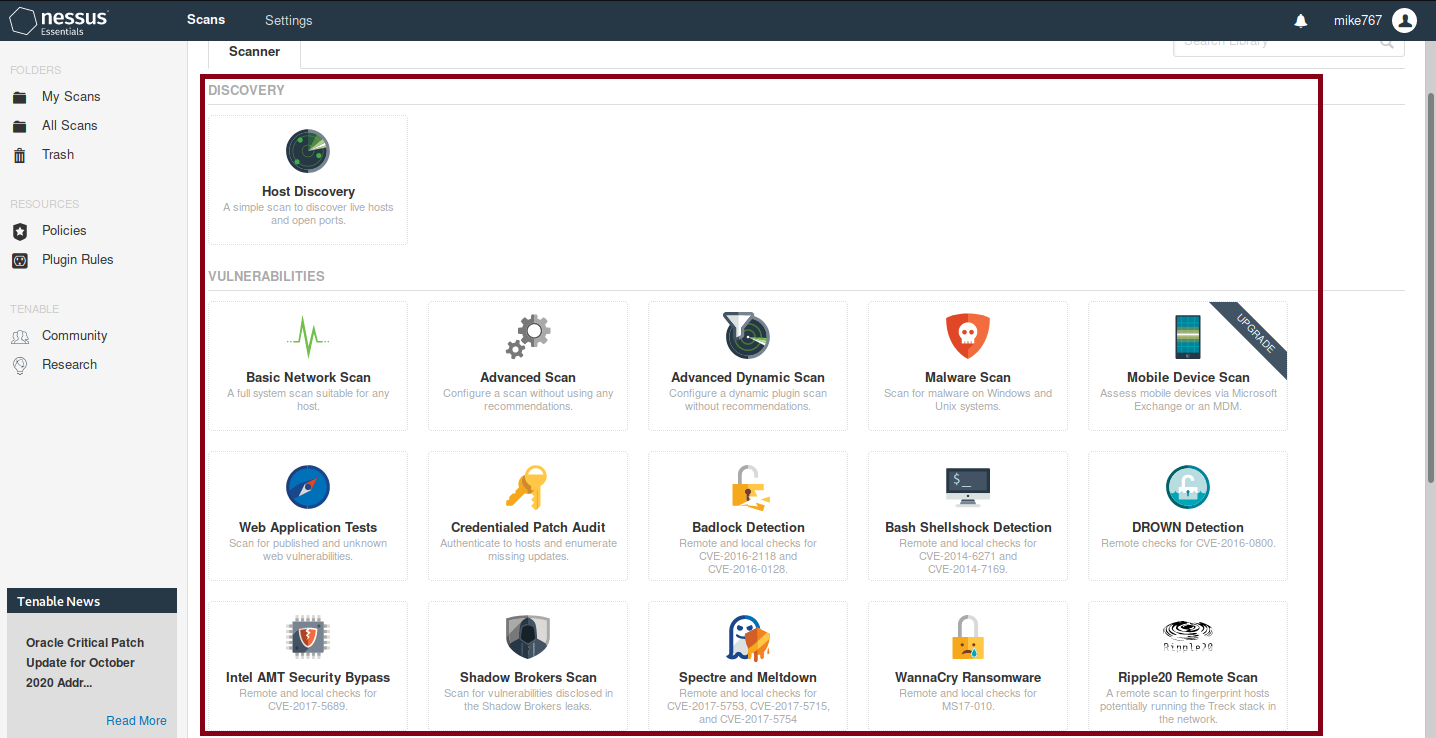 nessus
Essentials
Scans
Settings
mike767
FOLDERS
My Scans
All Scans
Trash
RESOURCES
Policies
Plugin Rules
TENABLE
Community
Research
Tenable News
Oracle Critical Patch
Update for October
2020 Addr...
Read More
Scanner
Search Library
DISCOVERY
Host Discovery
A simple scan to discover live hosts
and open ports.
VULNERABILITIES
Basic Network Scan
A full system scan suitable for any
host.
Advanced Scan
Configure a scan without using any
recommendations.
Advanced Dynamic Scan
Configure a dynamic plugin scan
without recommendations.
Malware Scan
Scan for malware on Windows and
Unix systems.
UPGRADE
Mobile Device Scan
Assess mobile devices via Microsoft
Exchange or an MDM.
Web Application Tests
Scan for published and unknown
web vulnerabilities.
Credentialed Patch Audit
Authenticate to hosts and enumerate
missing updates.
Badlock Detection
Remote and local checks for
CVE-2016-2118 and
CVE-2016-0128.
$_
Bash Shellshock Detection
Remote and local checks for
CVE-2014-6271 and
CVE-2014-7169.
DROWN Detection
Remote checks for CVE-2016-0800.
Intel AMT Security Bypass
Remote and local checks for
CVE-2017-5689.
Shadow Brokers Scan
Scan for vulnerabilities disclosed in
the Shadow Brokers leaks.
Spectre and Meltdown
Remote and local checks for
CVE-2017-5753, CVE-2017-5715,
and CVE-2017-5754
WannaCry Ransomware
Remote and local checks for
MS17-010.
Ripple20
Ripple20 Remote Scan
A remote scan to fingerprint hosts
potentially running the Treck stack in
the network.